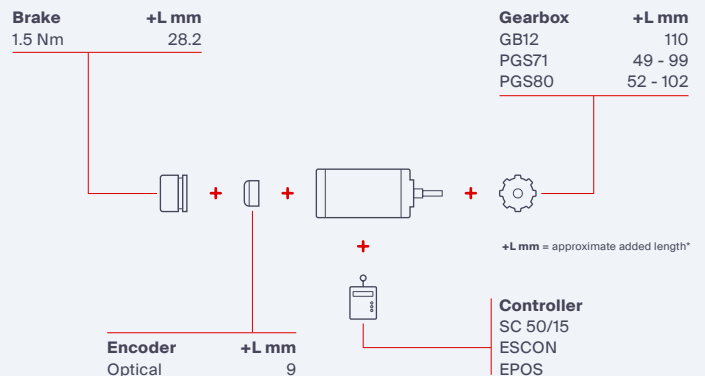 Brake +L mm
1.5 Nm 28.2
Gearbox +L mm
GB12 110
PGS71 49 - 99
PGS80 52 - 102
+L mm = approximate added length*
Controller
SC 50/15
ESCON
EPOS
Encoder +L mm
Optical 9